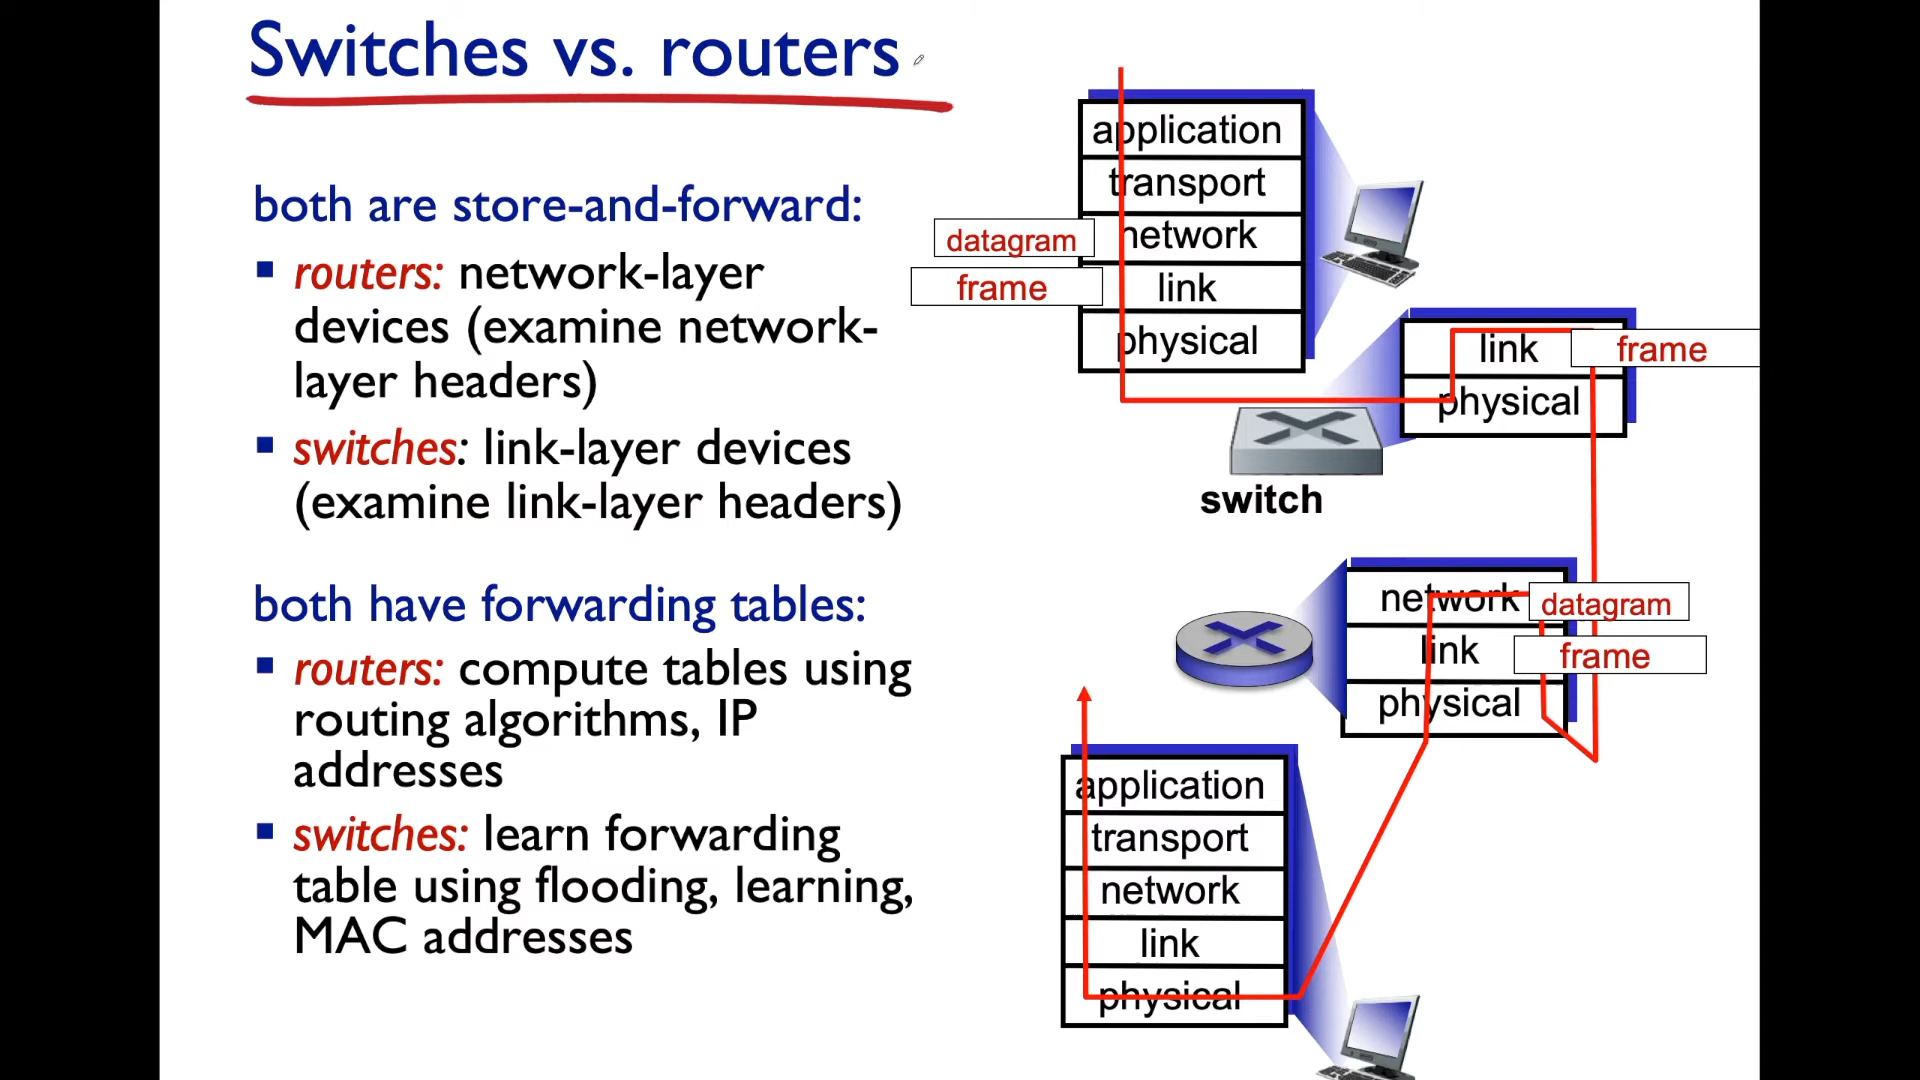 Switches vs. routers
both are store-and-forward:
routers: network-layer
devices (examine network-
layer headers)
switches: link-layer devices
(examine link-layer headers)
both have forwarding tables:
routers: compute tables using
routing algorithms, IP
addresses
switches: learn forwarding
table using flooding, learning,
MAC addresses
application
transport
network
link
physical
datagram
frame
link
physical
frame
switch
network
link
physical
datagram
frame
application
transport
network
link
physical